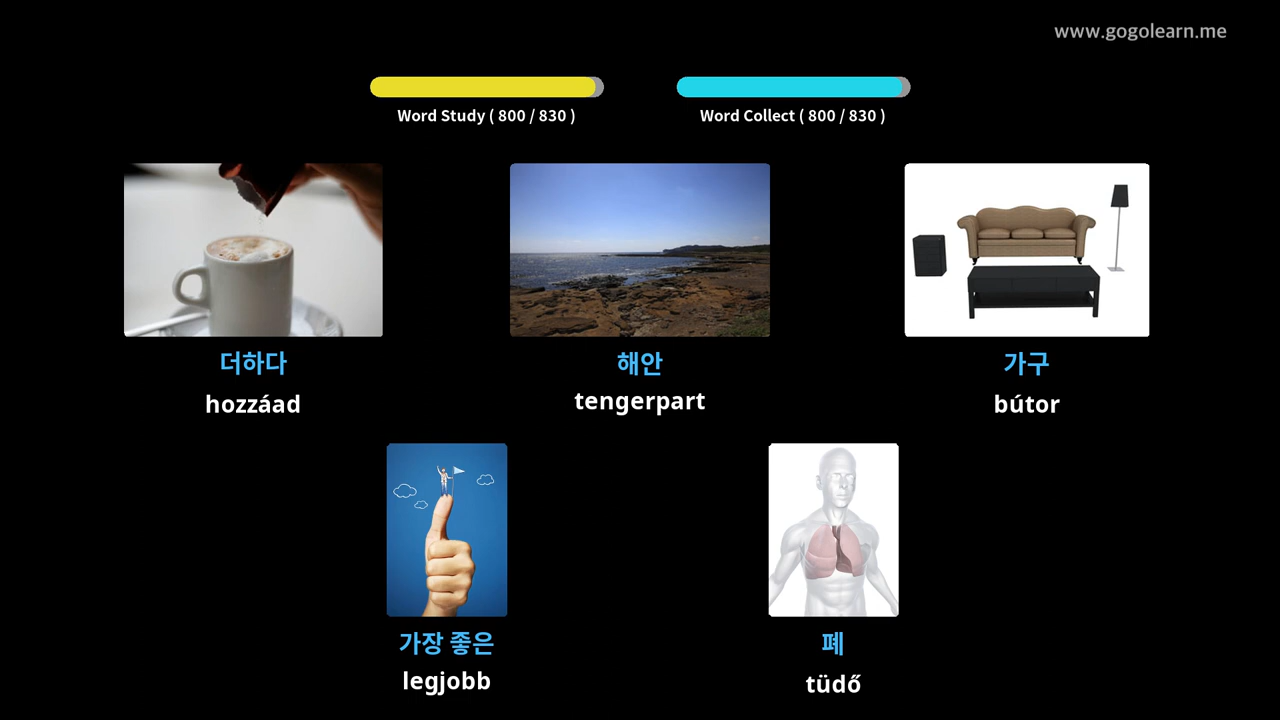 www.gogolearn.me
Word Study ( 800 / 830 )
Word Collect ( 800 / 830 )
더하다
해안
가구
hozzáad
tengerpart
bútor
가장 좋은
폐
legjobb
tüdő